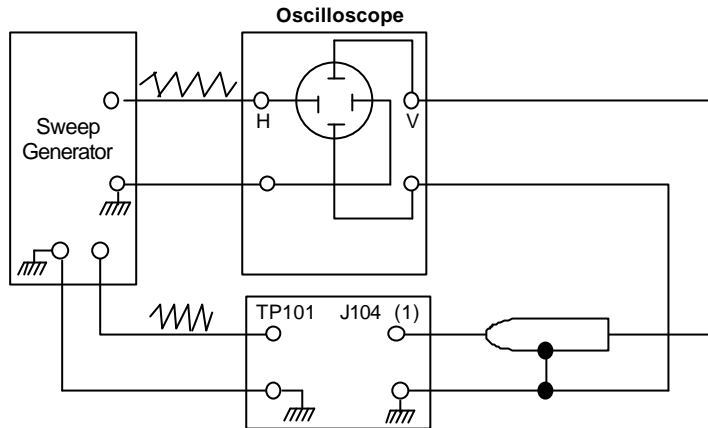 Oscilloscope
H
V
Sweep
Generator
TP101 J104 (1)